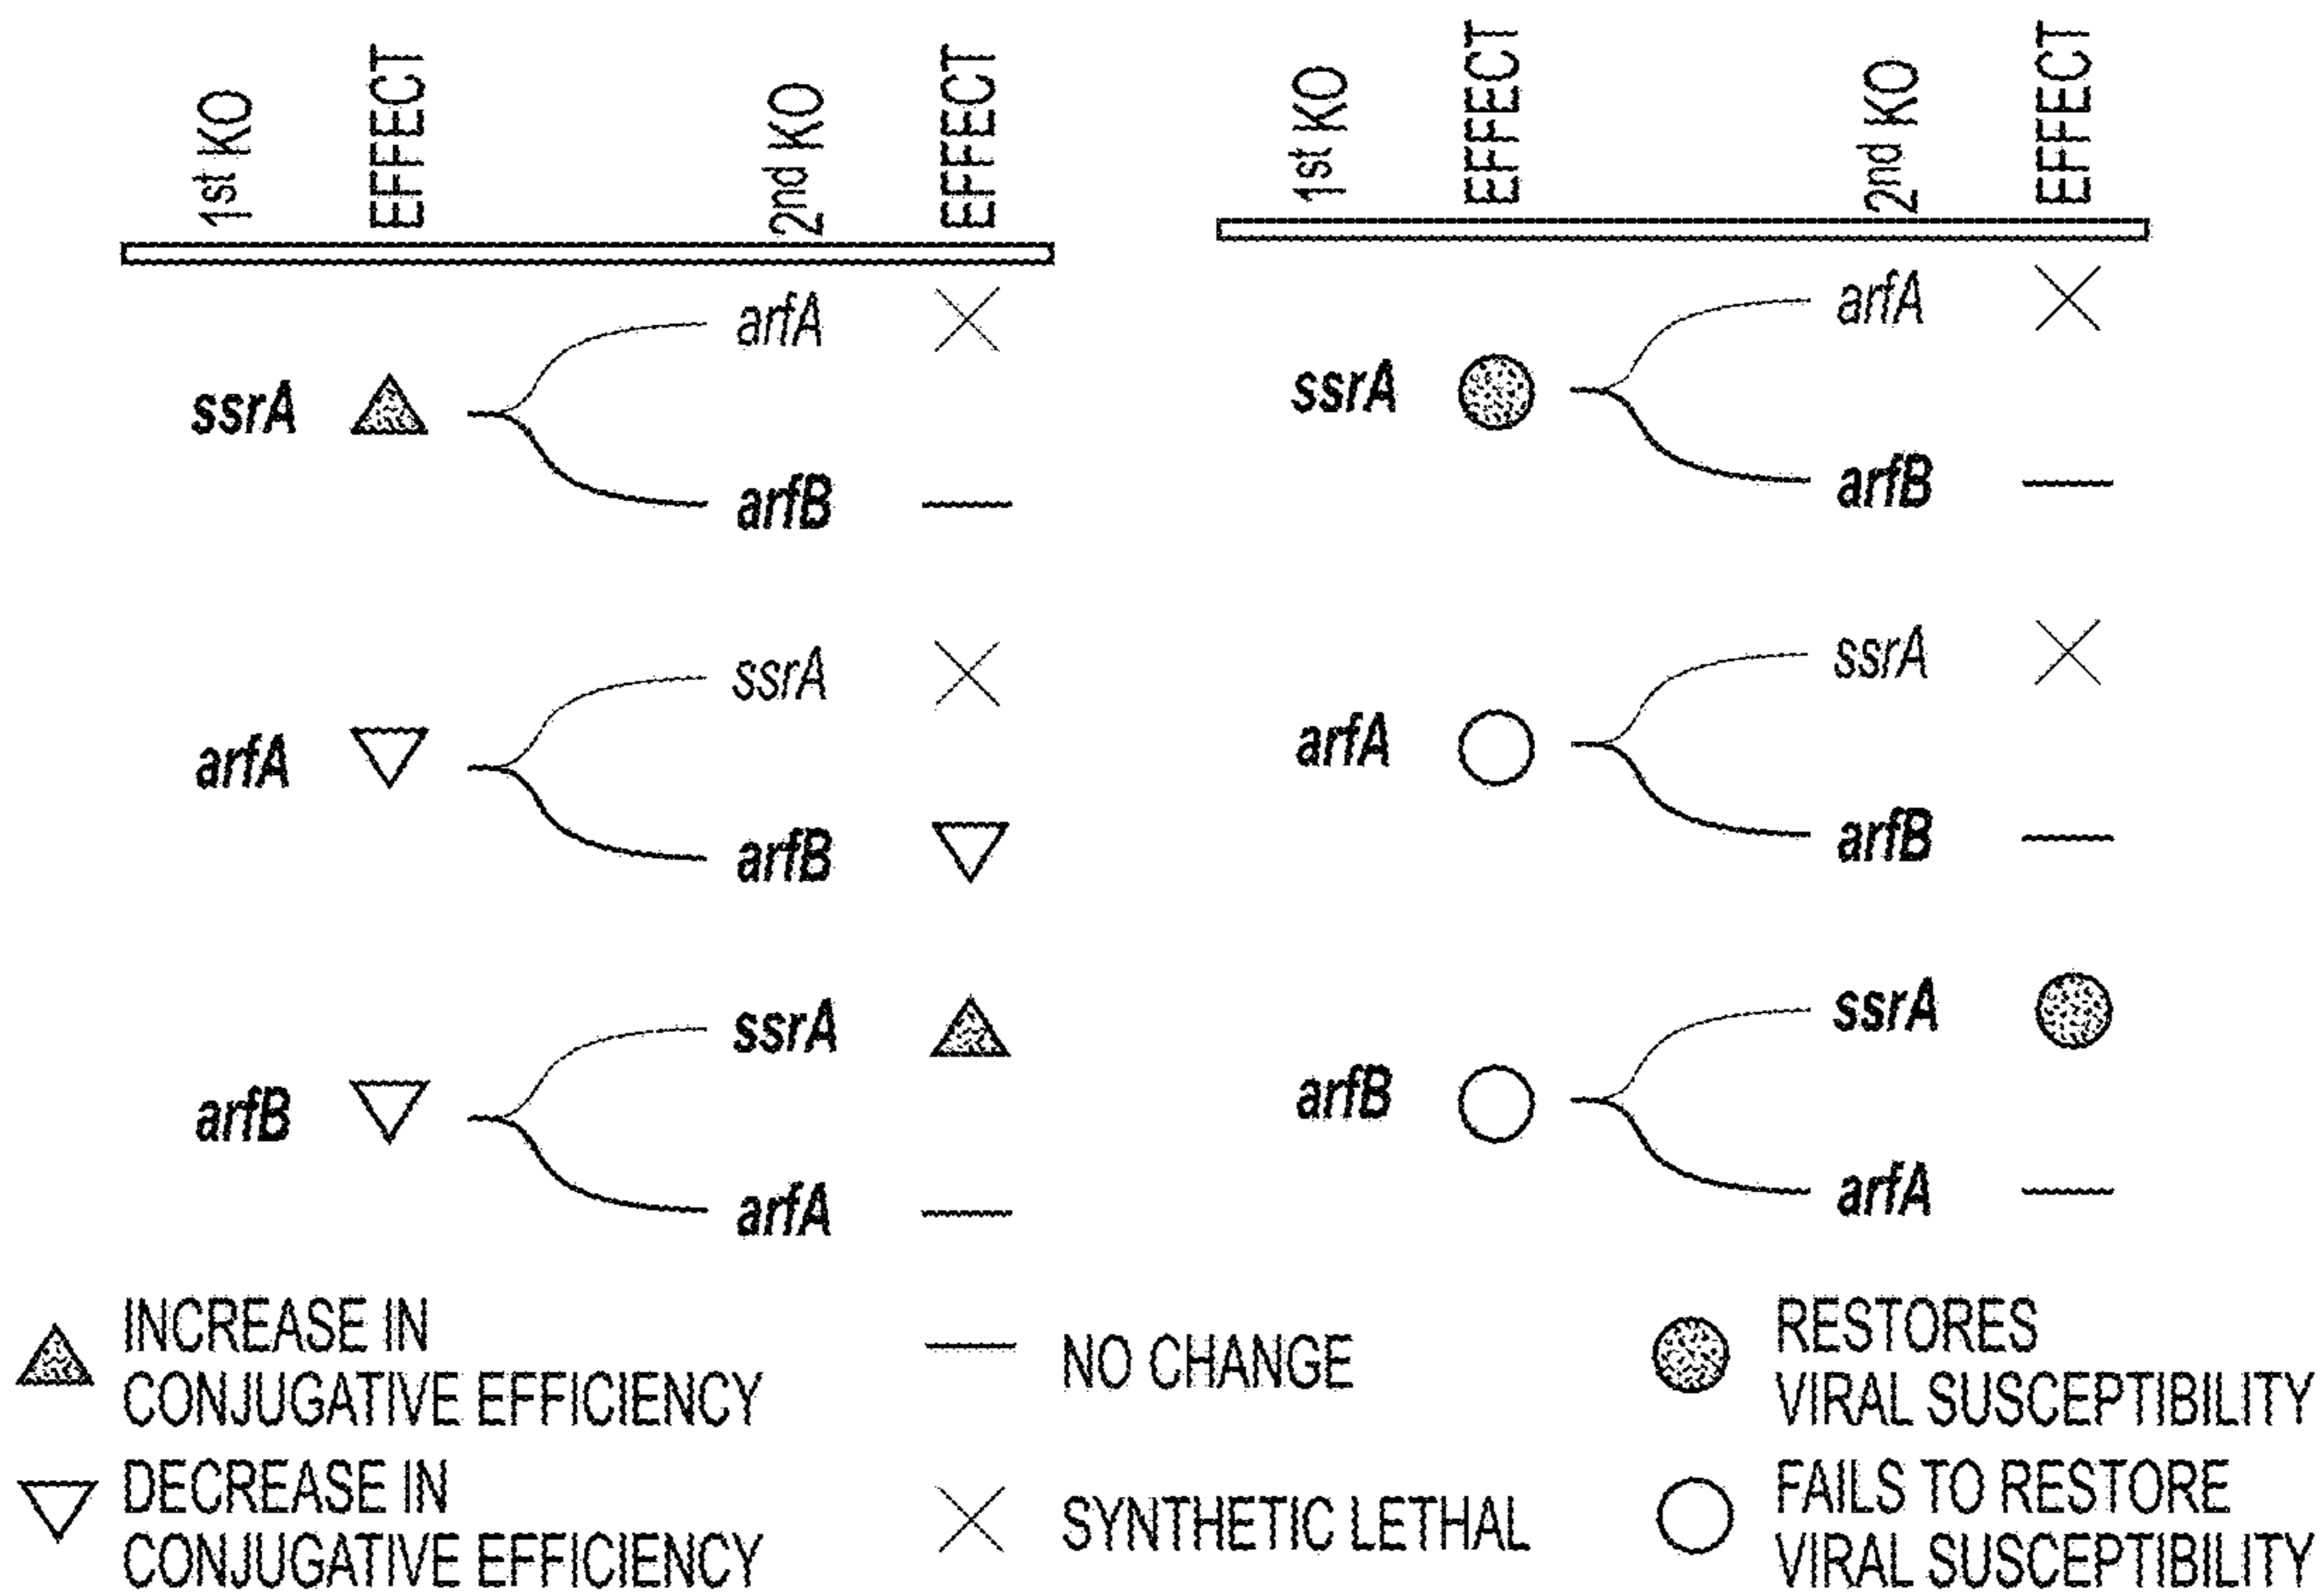 1st KO
EFFECT
2nd KO
EFFECT
ssrA
arfA
arfB
arfA
ssrA
arfB
arfB
ssrA
arfA
1st KO
EFFECT
2nd KO
EFFECT
ssrA
arfA
arfB
arfA
ssrA
arfB
arfB
ssrA
arfA
INCREASE IN
CONJUGATIVE EFFICIENCY
DECREASE IN
CONJUGATIVE EFFICIENCY
NO CHANGE
SYNTHETIC LETHAL
RESTORES
VIRAL SUSCEPTIBILITY
FAILS TO RESTORE
VIRAL SUSCEPTIBILITY